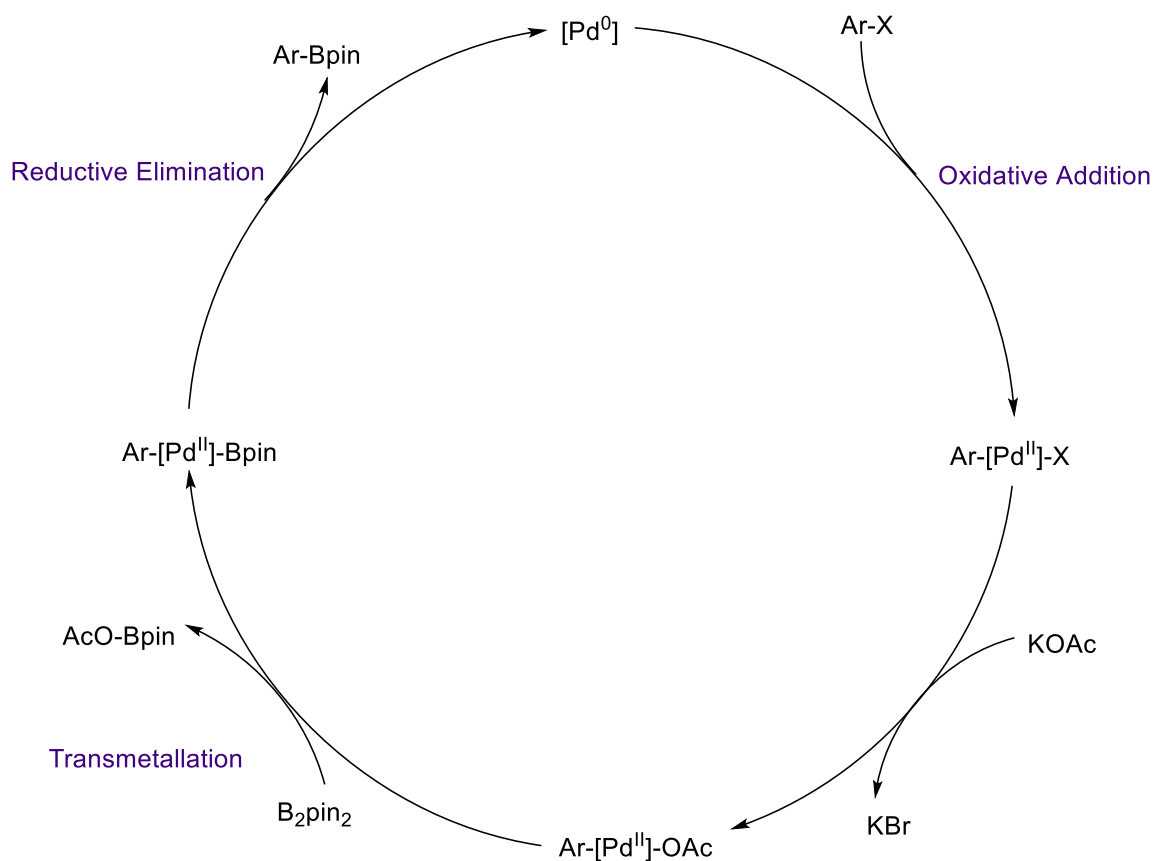 [Pd⁰]
Ar-X
Ar-Bpin
Reductive Elimination
Oxidative Addition
Ar-[Pdᴵᴵ]-Bpin
Ar-[Pdᴵᴵ]-X
AcO-Bpin
KOAc
Transmetallation
B₂pin₂
KBr
Ar-[Pdᴵᴵ]-OAc